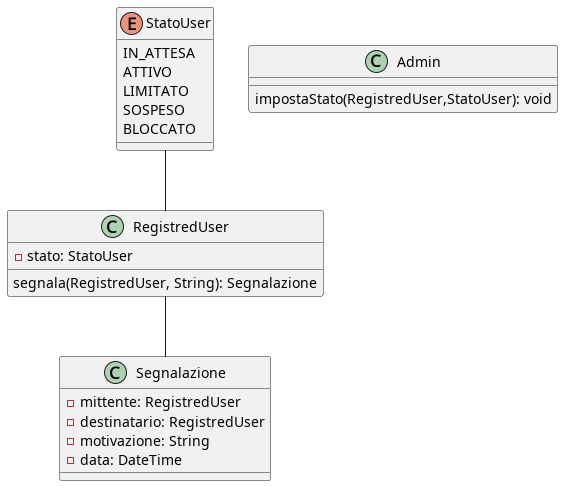 E StatoUser
IN_ATTESA
ATTIVO
LIMITATO
SOSPESO
BLOCCATO
C Admin
impostaStato(RegistredUser,StatoUser): void
C RegistredUser
stato: StatoUser
segnala(RegistredUser, String): Segnalazione
C Segnalazione
mittente: RegistredUser
destinatario: RegistredUser
motivazione: String
data: DateTime